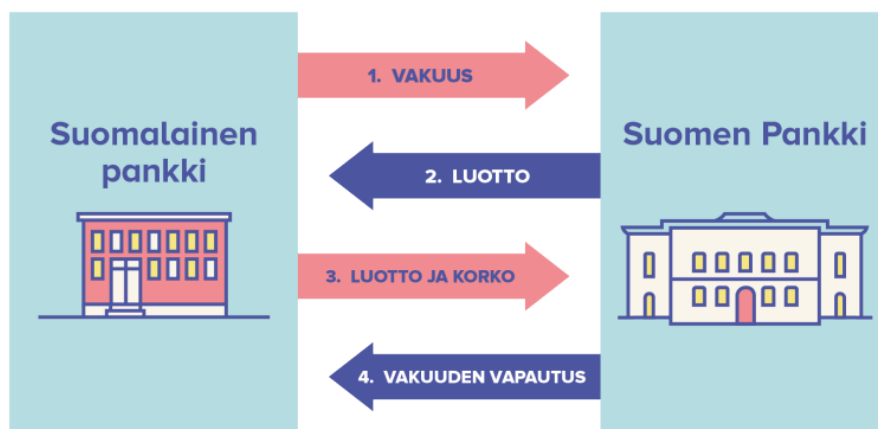 Suomalainen
pankki
1. VAKUUS
2. LUOTTO
3. LUOTTO JA KORKO
4. VAKUUDEN VAPAUTUS
Suomen Pankki